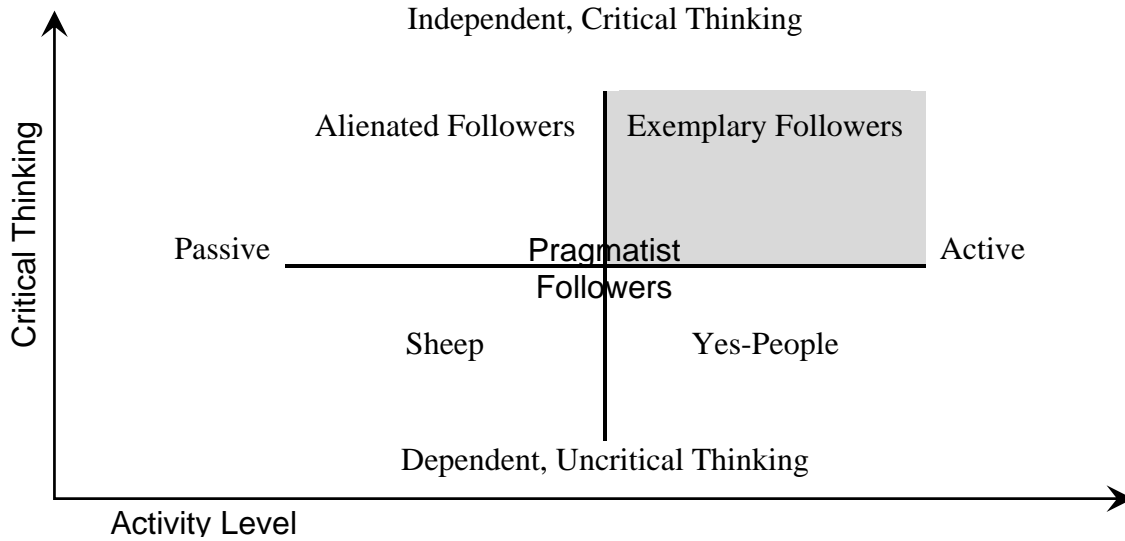 Independent, Critical Thinking
Critical Thinking
Alienated Followers
Exemplary Followers
Passive
Pragmatist
Followers
Active
Sheep
Yes-People
Dependent, Uncritical Thinking
Activity Level